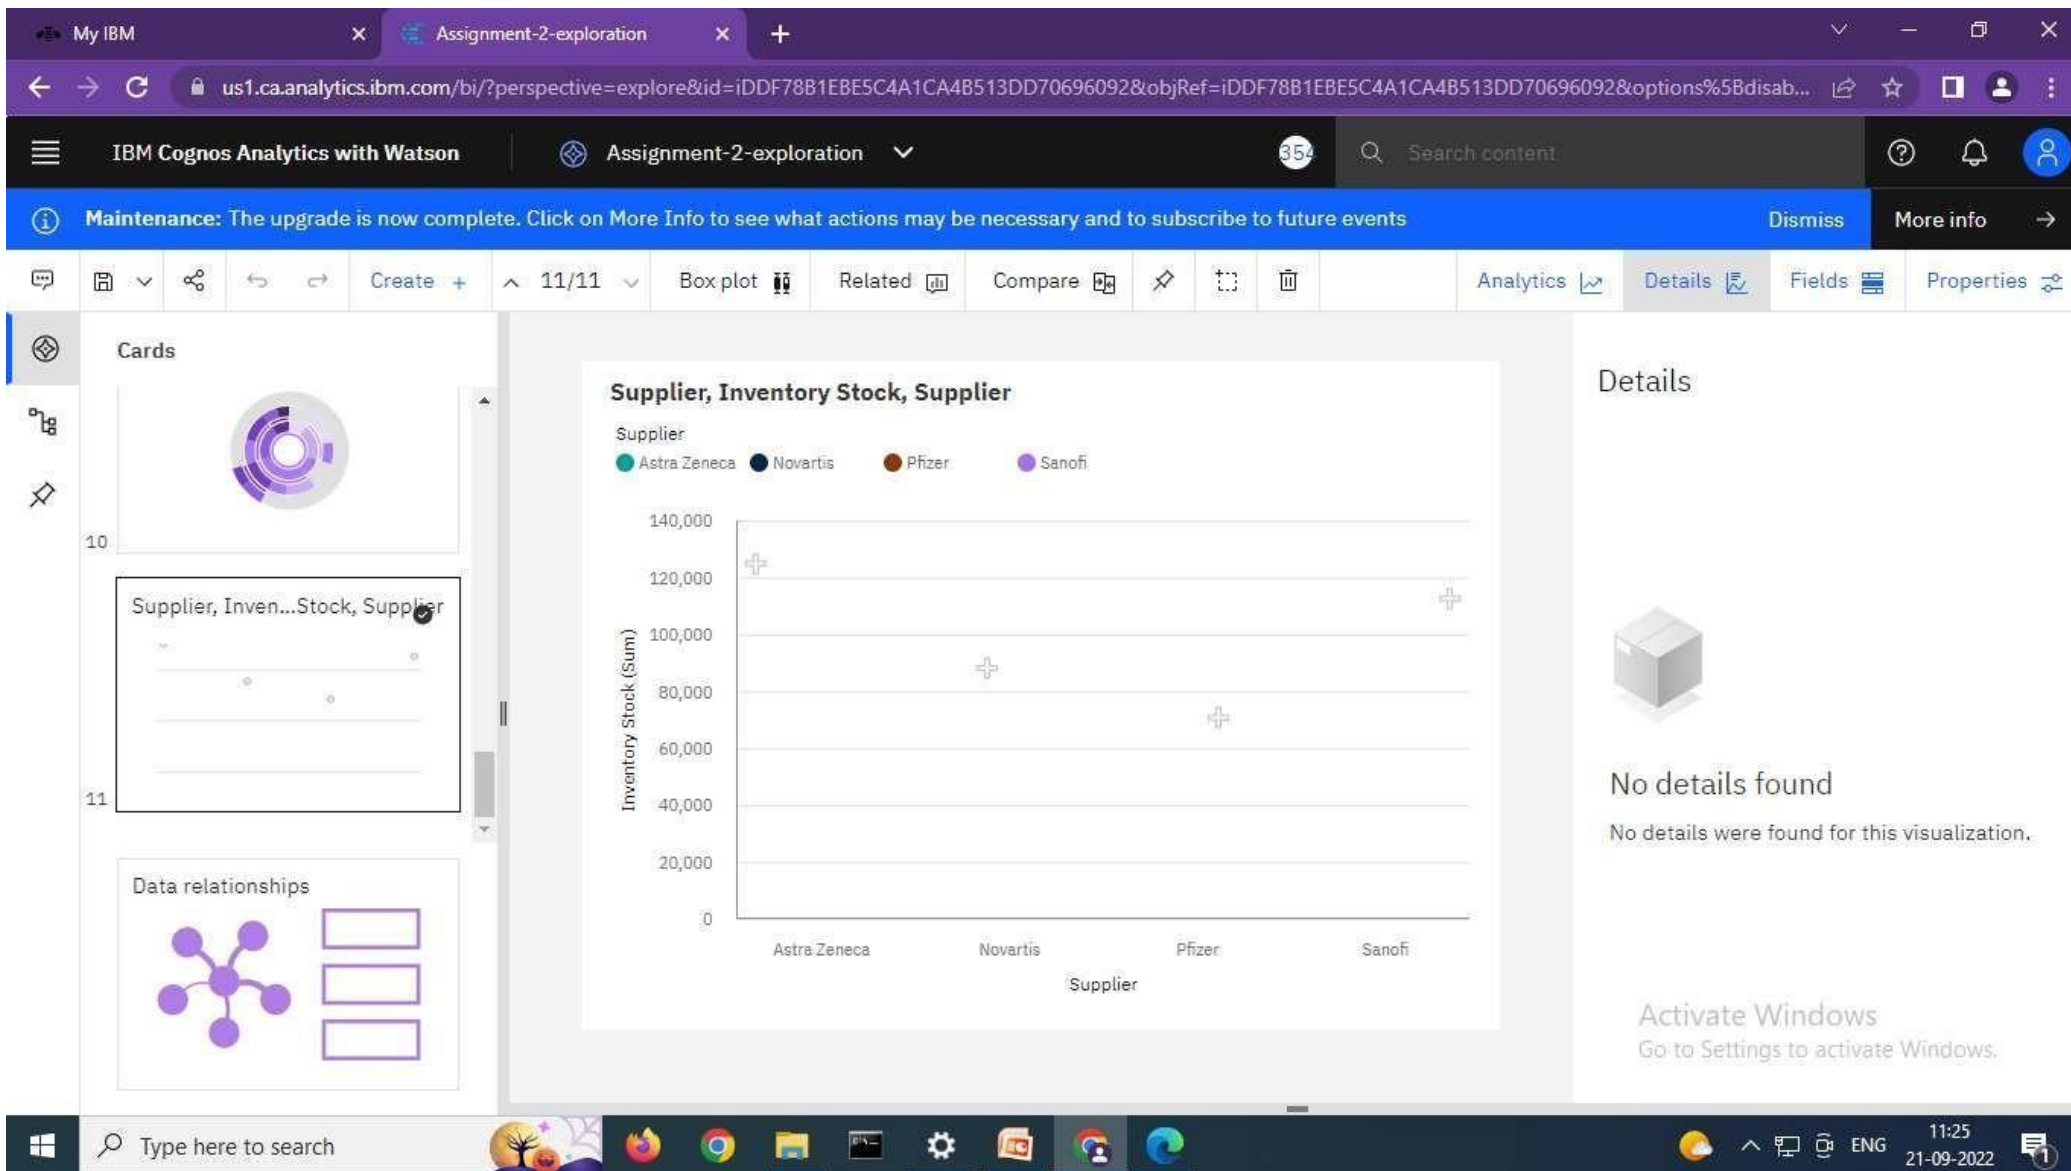 My IBM
Assignment-2-exploration
us1.ca.analytics.ibm.com/bi/?perspective=explore&id=iDDF78B1EBE5C4A1CA4B513DD70696092&objRef=iDDF78B1EBE5C4A1CA4B513DD70696092&options%5Bdisab...
IBM Cognos Analytics with Watson
Assignment-2-exploration
354
Search content
Maintenance: The upgrade is now complete. Click on More Info to see what actions may be necessary and to subscribe to future events
Dismiss
More info
Create +
11/11
Box plot
Related
Compare
Analytics
Details
Fields
Properties
Cards
10
Supplier, Inven...Stock, Supplier
11
Data relationships
Supplier, Inventory Stock, Supplier
Supplier
Astra Zeneca
Novartis
Pfizer
Sanofi
Inventory Stock (Sum)
140,000
120,000
100,000
80,000
60,000
40,000
20,000
0
Astra Zeneca
Novartis
Pfizer
Sanofi
Supplier
Details
No details found
No details were found for this visualization.
Activate Windows
Go to Settings to activate Windows.
Type here to search
ENG
11:25
21-09-2022
1